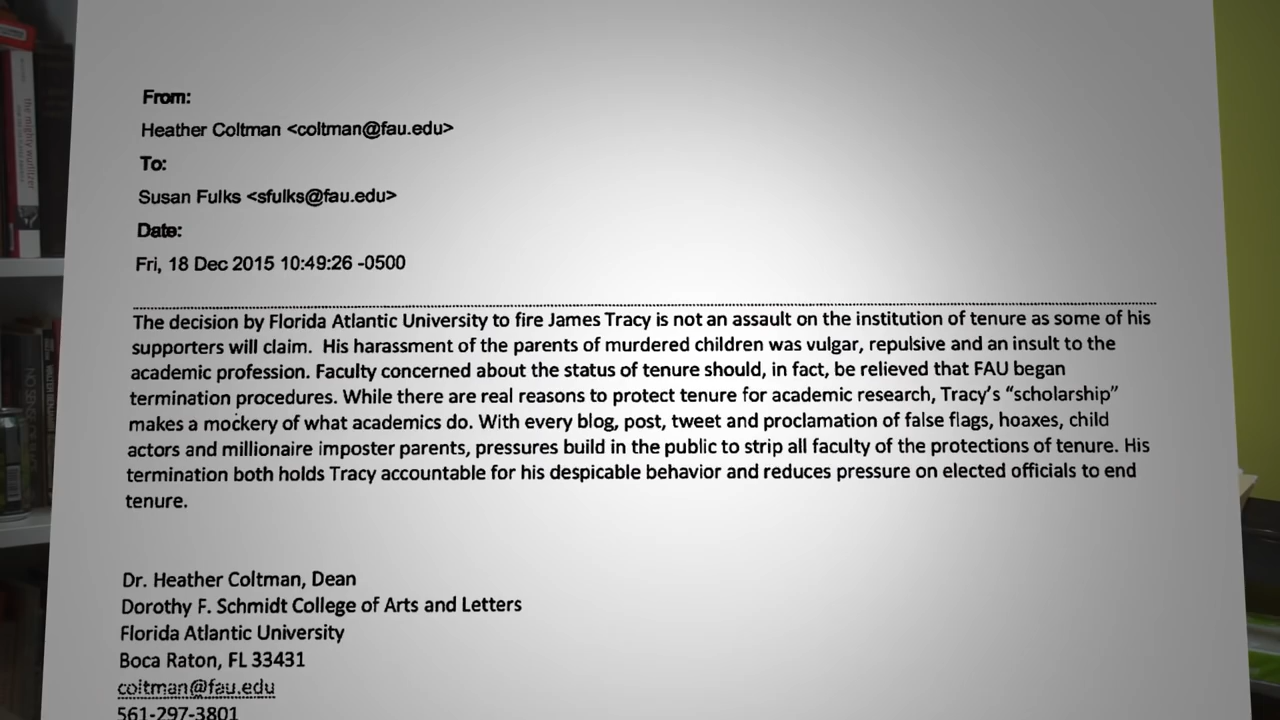 From:
Heather Coltman <coltman@fau.edu>
To:
Susan Fulks <sfulks@fau.edu>
Date:
Fri, 18 Dec 2015 10:49:26 -0500
The decision by Florida Atlantic University to fire James Tracy is not an assault on the institution of tenure as some of his
supporters will claim. His harassment of the parents of murdered children was vulgar, repulsive and an insult to the
academic profession. Faculty concerned about the status of tenure should, in fact, be relieved that FAU began
termination procedures. While there are real reasons to protect tenure for academic research, Tracy's "scholarship"
makes a mockery of what academics do. With every blog, post, tweet and proclamation of false flags, hoaxes, child
actors and millionaire imposter parents, pressures build in the public to strip all faculty of the protections of tenure. His
termination both holds Tracy accountable for his despicable behavior and reduces pressure on elected officials to end
tenure.
Dr. Heather Coltman, Dean
Dorothy F. Schmidt College of Arts and Letters
Florida Atlantic University
Boca Raton, FL 33431
coltman@fau.edu
561-297-3801
the mighty wurlitzer